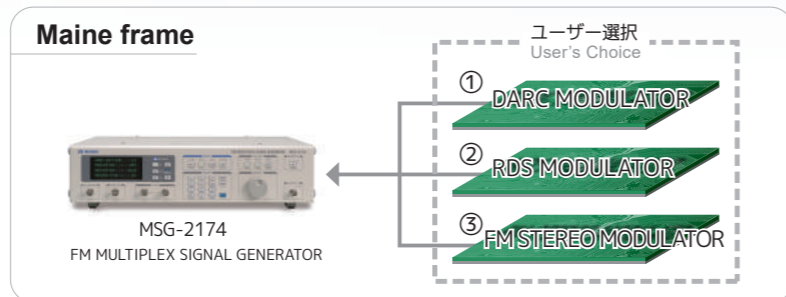 Maine frame
ユーザー選択
User's Choice
① DARC MODULATOR
② RDS MODULATOR
③ FM STEREO MODULATOR
MSG-2174
FM MULTIPLEX SIGNAL GENERATOR